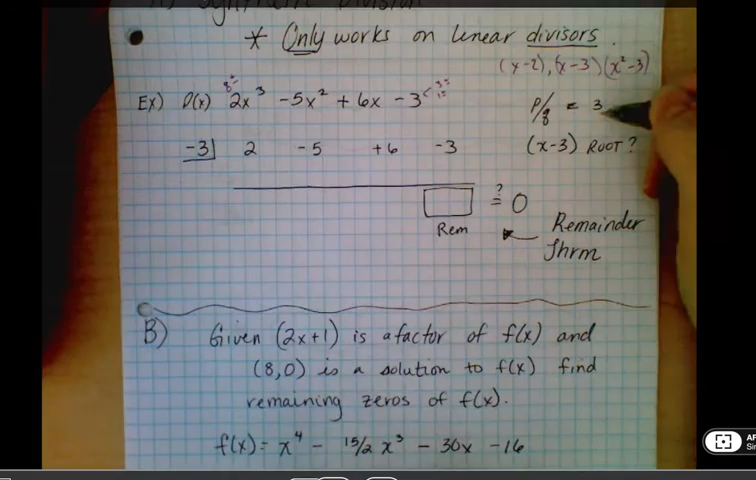 * Only works on linear divisors.
(x-2), (x-3) (x²-3)
Ex) P(x) 2x³ -5x² + 6x -3
P/q = 3
-3 2 -5 +6 -3 (x-3) ROOT?
? = 0
Rem
Remainder
Thrm
B) Given (2x+1) is a factor of f(x) and
(8,0) is a solution to f(x) find
remaining zeros of f(x).
f(x) = x⁴ - 15/2 x³ - 30x -16